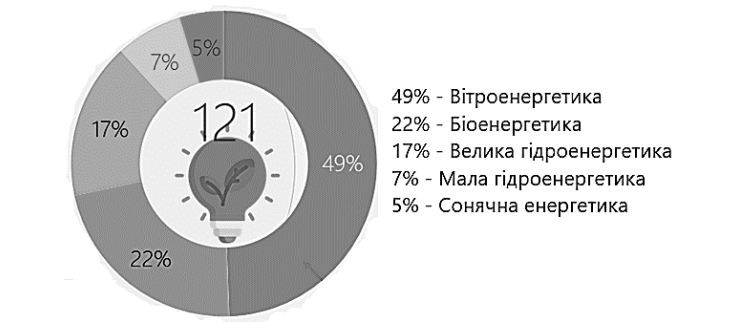 5%
7%
121
17%
49%
22%
49% - Вітроенергетика
22% - Біоенергетика
17% - Велика гідроенергетика
7% - Мала гідроенергетика
5% - Сонячна енергетика